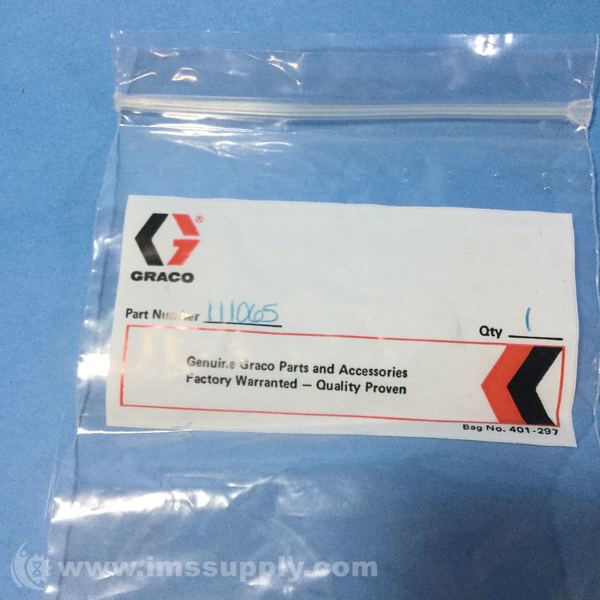 ®
GRACO
Part Number 111065
Qty 1
Genuine Graco Parts and Accessories
Factory Warranted — Quality Proven
Bag No. 401-297
www.imssupply.com